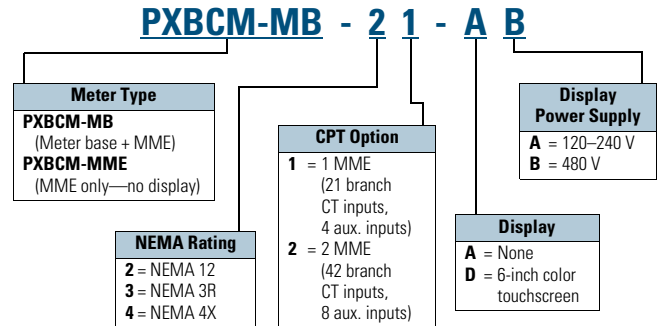 PXBCM-MB - 2 1 - A B
Meter Type
PXBCM-MB
(Meter base + MME)
PXBCM-MME
(MME only—no display)
NEMA Rating
2 = NEMA 12
3 = NEMA 3R
4 = NEMA 4X
CPT Option
1 = 1 MME
(21 branch
CT inputs,
4 aux. inputs)
2 = 2 MME
(42 branch
CT inputs,
8 aux. inputs)
Display
A = None
D = 6-inch color
touchscreen
Display
Power Supply
A = 120–240 V
B = 480 V